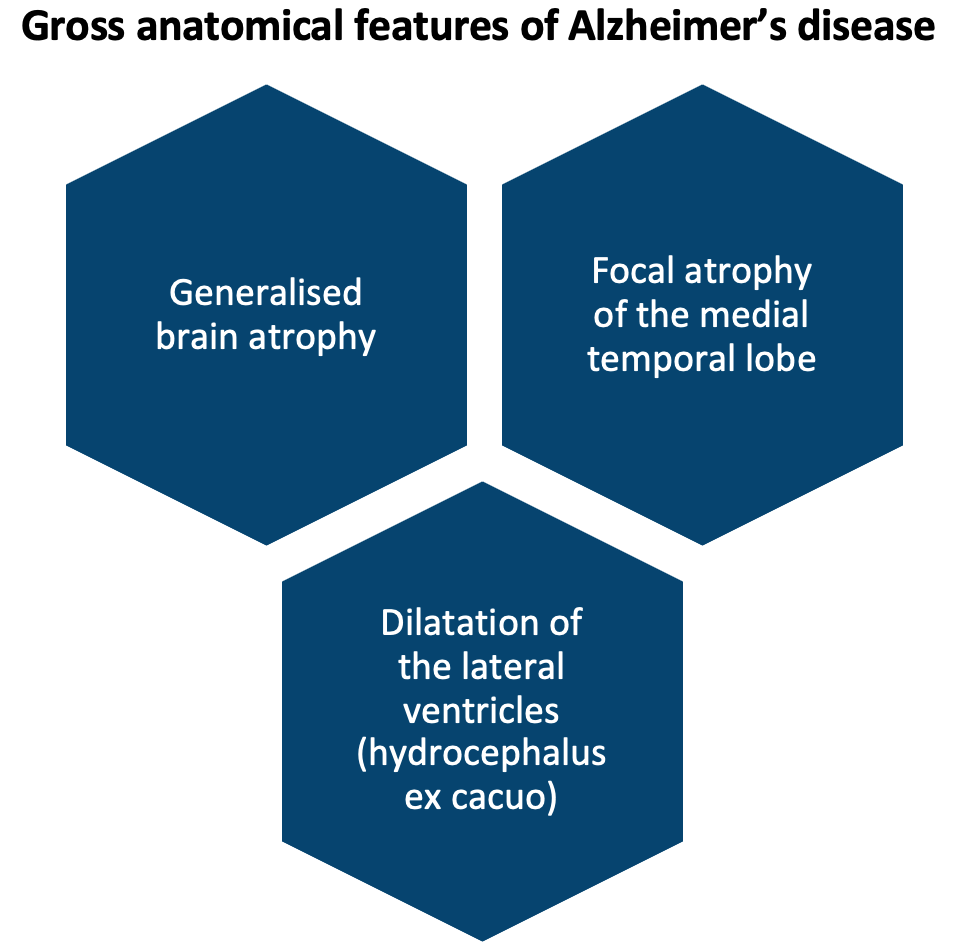 Gross anatomical features of Alzheimer’s disease
Generalised
brain atrophy
Focal atrophy
of the medial
temporal lobe
Dilatation of
the lateral
ventricles
(hydrocephalus
ex cacuo)